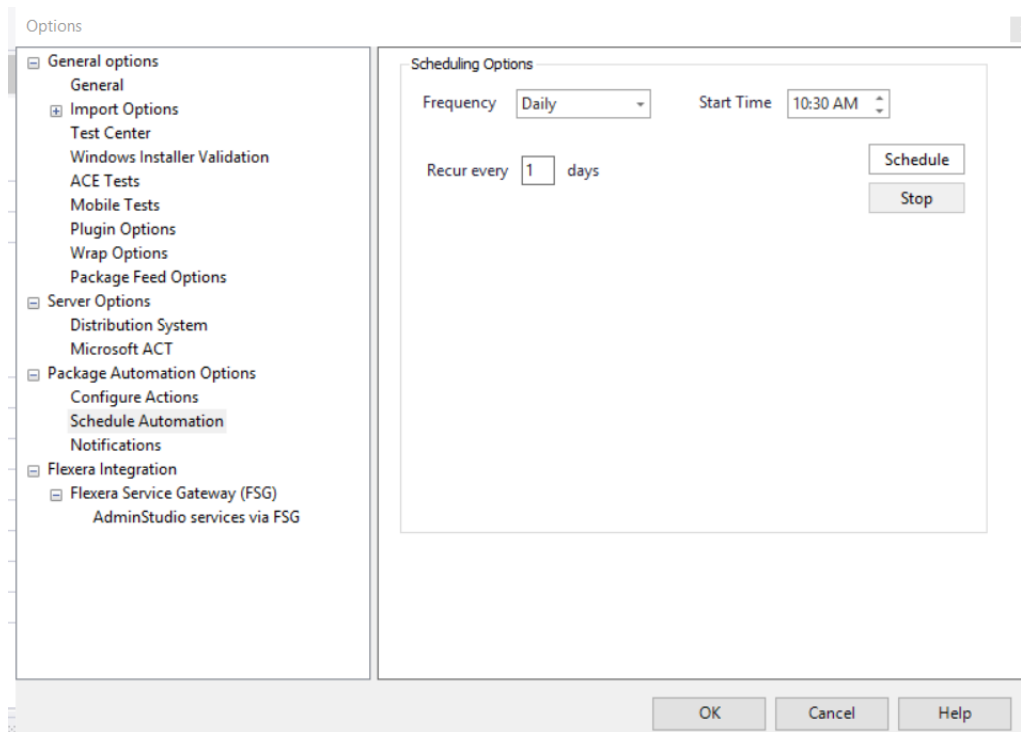 Options
General options
General
Import Options
Test Center
Windows Installer Validation
ACE Tests
Mobile Tests
Plugin Options
Wrap Options
Package Feed Options
Server Options
Distribution System
Microsoft ACT
Package Automation Options
Configure Actions
Schedule Automation
Notifications
Flexera Integration
Flexera Service Gateway (FSG)
AdminStudio services via FSG
Scheduling Options
Frequency Daily Start Time 10:30 AM
Recur every 1 days
Schedule
Stop
OK Cancel Help